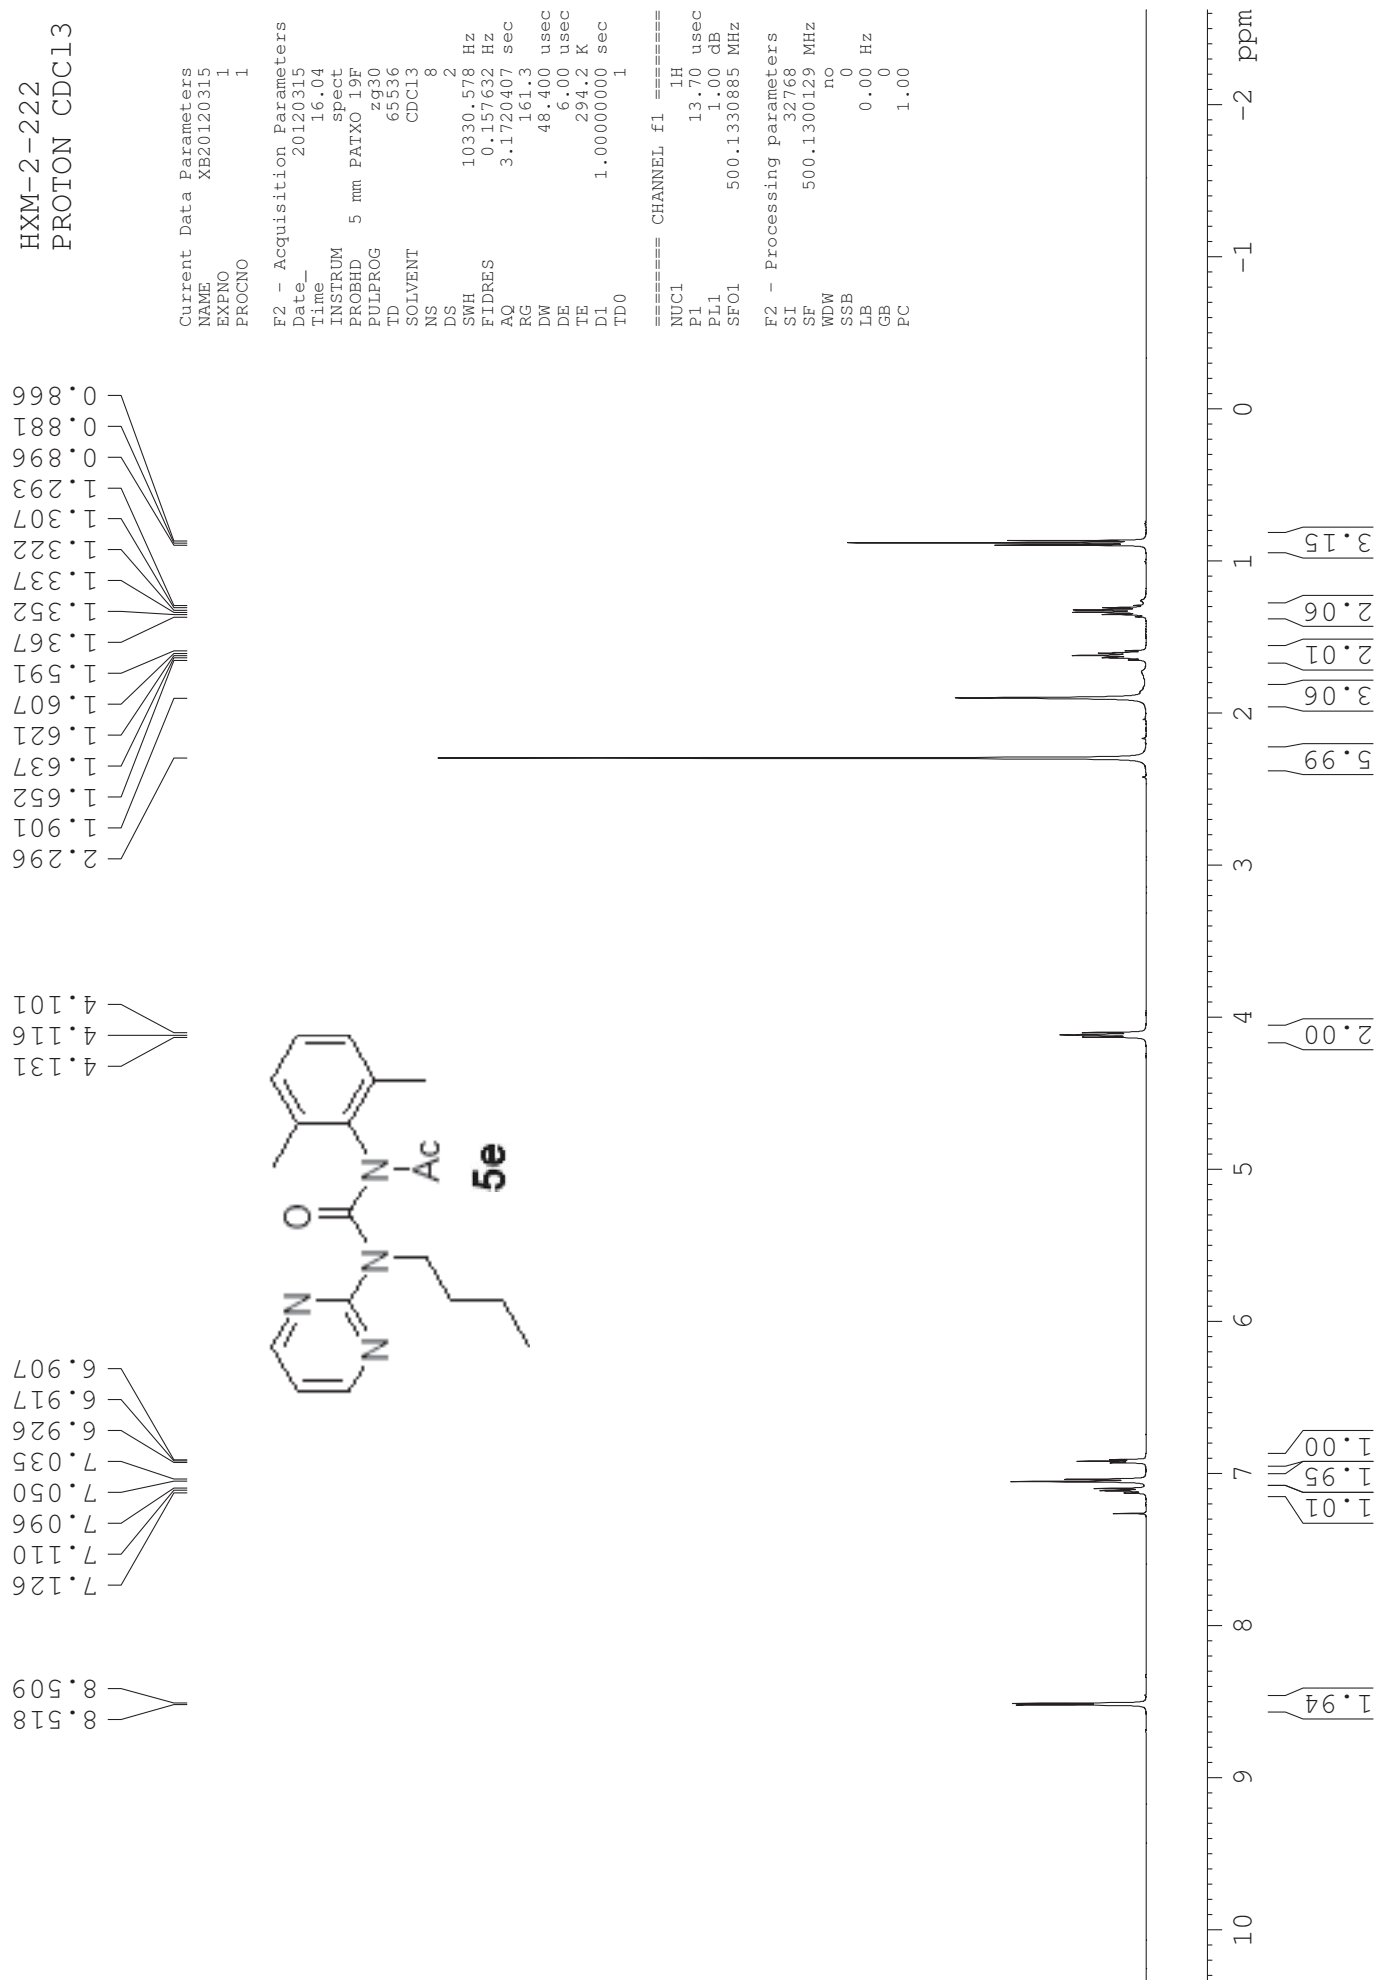 HXM-2-222
PROTON CDCl3
Current Data Parameters
NAME XB20120315
EXPNO 1
PROCNO 1
F2 - Acquisition Parameters
Date_ 20120315
Time 16.04
INSTRUM spect
PROBHD 5 mm PATXO 19F
PULPROG zg30
TD 65536
SOLVENT CDCl3
NS 8
DS 2
SWH 10330.578 Hz
FIDRES 0.157632 Hz
AQ 3.1720407 sec
RG 161.3
DW 48.400 usec
DE 6.00 usec
TE 294.2 K
D1 1.00000000 sec
TD0 1
======== CHANNEL f1 ========
NUC1 1H
P1 13.70 usec
PL1 1.00 dB
SFO1 500.1330885 MHz
F2 - Processing parameters
SI 32768
SF 500.1300129 MHz
WDW no
SSB 0
LB 0.00 Hz
GB 0
PC 1.00
8.518
8.509
7.126
7.110
7.096
7.050
7.035
6.926
6.917
6.907
4.131
4.116
4.101
2.296
1.901
1.652
1.637
1.621
1.607
1.591
1.367
1.352
1.337
1.322
1.307
1.293
0.896
0.881
0.866
N
N
N
O
N
Ac
5e
10 9 8 7 6 5 4 3 2 1 0 -1 -2 ppm
1.94
1.01
1.95
1.00
2.00
5.99
3.06
2.01
2.06
3.15